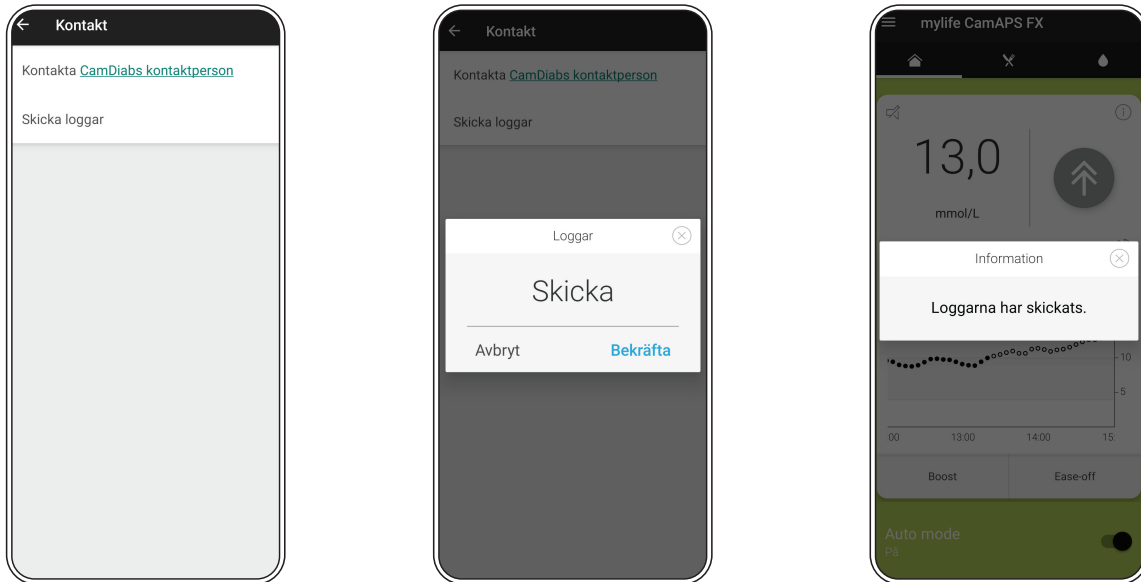 Kontakt
Kontakta CamDiabs kontaktperson
Skicka loggar
Kontakt
Kontakta CamDiabs kontaktperson
Skicka loggar
Loggar
Skicka
Avbryt
Bekräfta
mylife CamAPS FX
13,0
mmol/L
Information
Loggarna har skickats.
10
5
00 13:00 14:00 15:
Boost
Ease-off
Auto mode
På